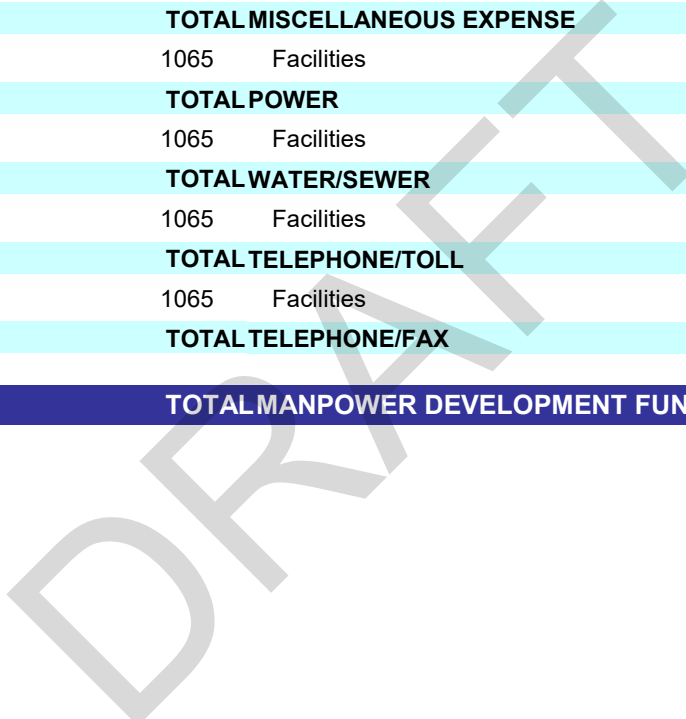 TOTAL MISCELLANEOUS EXPENSE
1065 Facilities
TOTAL POWER
1065 Facilities
TOTAL WATER/SEWER
1065 Facilities
TOTAL TELEPHONE/TOLL
1065 Facilities
TOTAL TELEPHONE/FAX
TOTAL MANPOWER DEVELOPMENT FUN
DRAFT